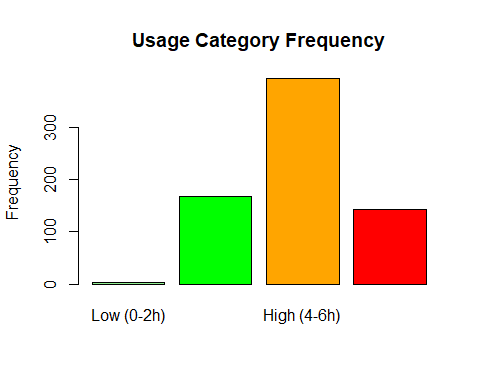 Usage Category Frequency
Frequency
300
200
100
0
Low (0-2h)
High (4-6h)